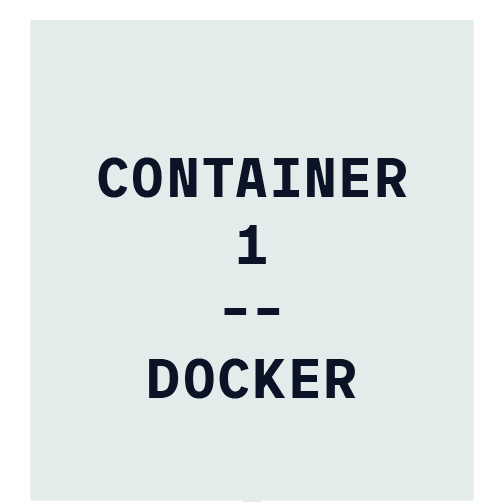 CONTAINER
1
--
DOCKER